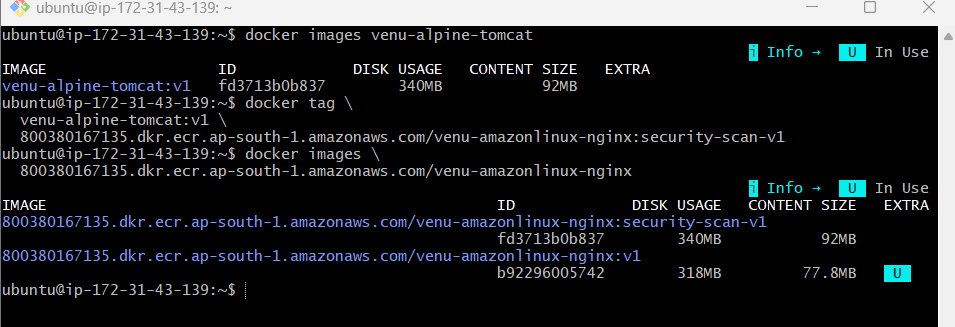 ubuntu@ip-172-31-43-139: ~
ubuntu@ip-172-31-43-139:~$ docker images venu-alpine-tomcat
i Info → U In Use
IMAGE ID DISK USAGE CONTENT SIZE EXTRA
venu-alpine-tomcat:v1 fd3713b0b837 340MB 92MB
ubuntu@ip-172-31-43-139:~$ docker tag \
venu-alpine-tomcat:v1 \
800380167135.dkr.ecr.ap-south-1.amazonaws.com/venu-amazonlinux-nginx:security-scan-v1
ubuntu@ip-172-31-43-139:~$ docker images \
800380167135.dkr.ecr.ap-south-1.amazonaws.com/venu-amazonlinux-nginx
i Info → U In Use
IMAGE ID DISK USAGE CONTENT SIZE EXTRA
800380167135.dkr.ecr.ap-south-1.amazonaws.com/venu-amazonlinux-nginx:security-scan-v1
fd3713b0b837 340MB 92MB
800380167135.dkr.ecr.ap-south-1.amazonaws.com/venu-amazonlinux-nginx:v1
b92296005742 318MB 77.8MB U
ubuntu@ip-172-31-43-139:~$